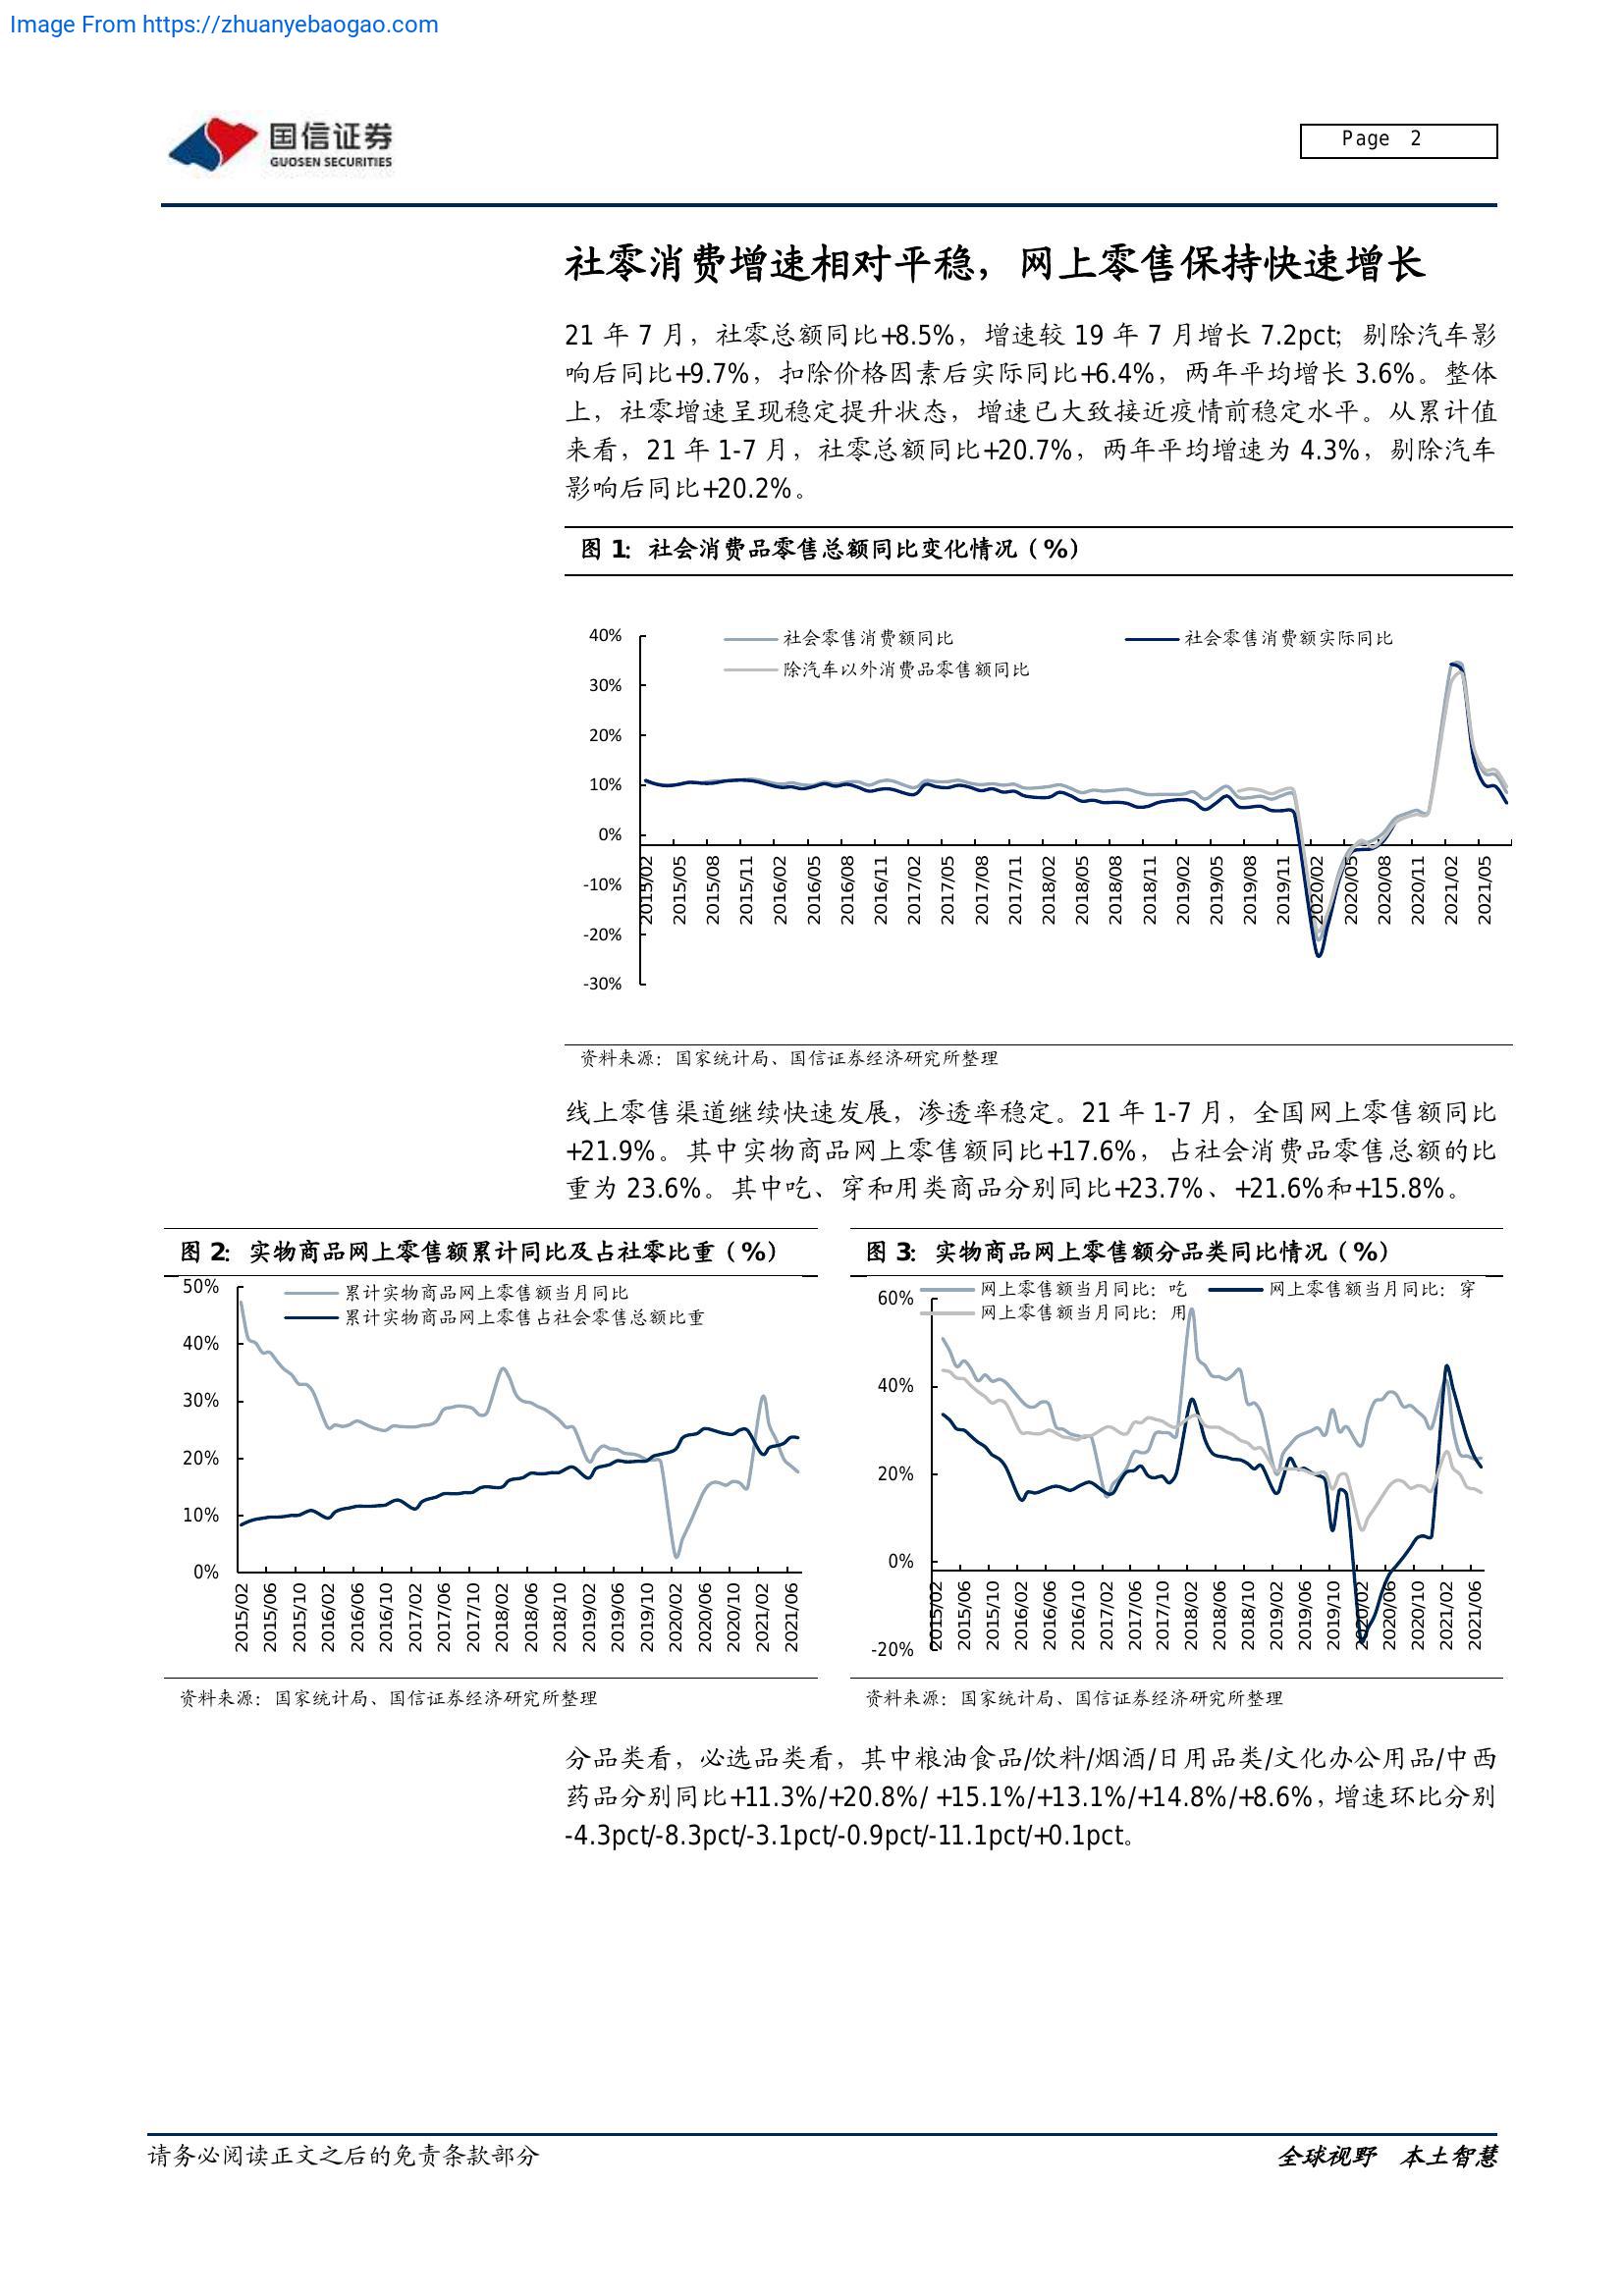 Image From https://zhuanyebaogao.com
国信证券
GUOSEN SECURITIES
Page 2
社零消费增速相对平稳，网上零售保持快速增长
21 年 7 月，社零总额同比+8.5%，增速较 19 年 7 月增长 7.2pct；剔除汽车影
响后同比+9.7%，扣除价格因素后实际同比+6.4%，两年平均增长 3.6%。整体
上，社零增速呈现稳定提升状态，增速已大致接近疫情前稳定水平。从累计值
来看，21 年 1-7 月，社零总额同比+20.7%，两年平均增速为 4.3%，剔除汽车
影响后同比+20.2%。
图 1：社会消费品零售总额同比变化情况（%）
社会零售消费额同比
社会零售消费额实际同比
除汽车以外消费品零售额同比
40%
30%
20%
10%
0%
-10%
-20%
-30%
2015/02
2015/05
2015/08
2015/11
2016/02
2016/05
2016/08
2016/11
2017/02
2017/05
2017/08
2017/11
2018/02
2018/05
2018/08
2018/11
2019/02
2019/05
2019/08
2019/11
2020/02
2020/05
2020/08
2020/11
2021/02
2021/05
资料来源：国家统计局、国信证券经济研究所整理
线上零售渠道继续快速发展，渗透率稳定。21 年 1-7 月，全国网上零售额同比
+21.9%。其中实物商品网上零售额同比+17.6%，占社会消费品零售总额的比
重为 23.6%。其中吃、穿和用类商品分别同比+23.7%、+21.6%和+15.8%。
图 2：实物商品网上零售额累计同比及占社零比重（%）
累计实物商品网上零售额当月同比
累计实物商品网上零售占社会零售总额比重
50%
40%
30%
20%
10%
0%
2015/02
2015/06
2015/10
2016/02
2016/06
2016/10
2017/02
2017/06
2017/10
2018/02
2018/06
2018/10
2019/02
2019/06
2019/10
2020/02
2020/06
2020/10
2021/02
2021/06
资料来源：国家统计局、国信证券经济研究所整理
图 3：实物商品网上零售额分品类同比情况（%）
网上零售额当月同比：吃
网上零售额当月同比：穿
网上零售额当月同比：用
60%
40%
20%
0%
-20%
2015/02
2015/06
2015/10
2016/02
2016/06
2016/10
2017/02
2017/06
2017/10
2018/02
2018/06
2018/10
2019/02
2019/06
2019/10
2020/02
2020/06
2020/10
2021/02
2021/06
资料来源：国家统计局、国信证券经济研究所整理
分品类看，必选品类看，其中粮油食品/饮料/烟酒/日用品类/文化办公用品/中西
药品分别同比+11.3%/+20.8%/ +15.1%/+13.1%/+14.8%/+8.6%，增速环比分别
-4.3pct/-8.3pct/-3.1pct/-0.9pct/-11.1pct/+0.1pct。
请务必阅读正文之后的免责条款部分
全球视野 本土智慧